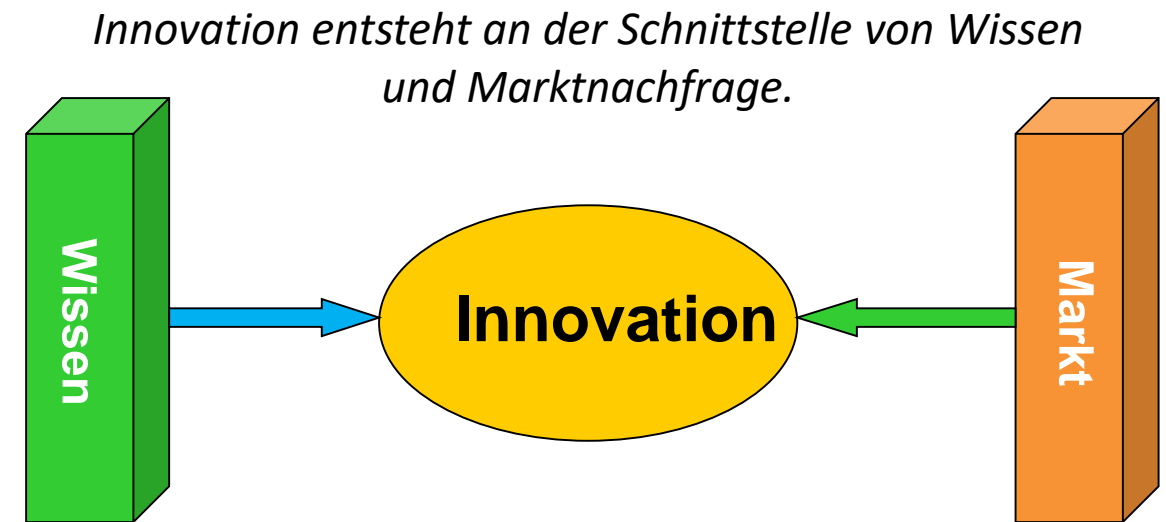 Innovation entsteht an der Schnittstelle von Wissen
und Marktnachfrage.
Wissen
Innovation
Markt